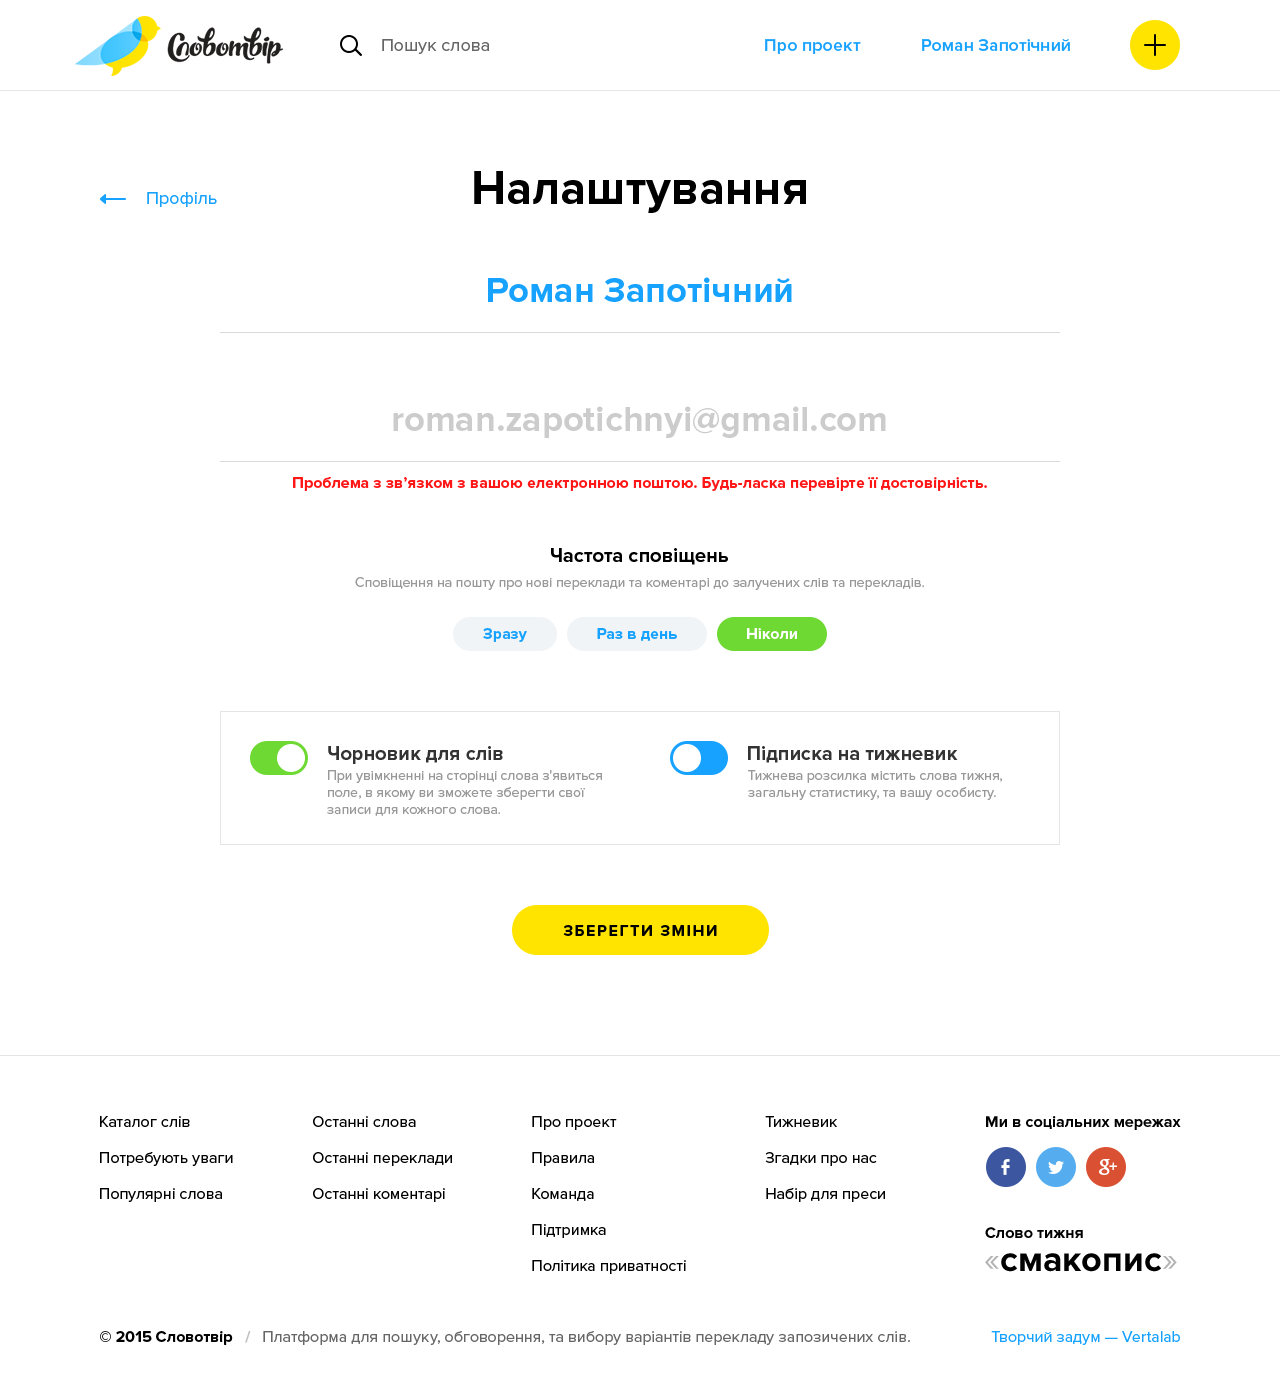 Словотвір
Пошук слова
Про проект
Роман Запотічний
Профіль
Налаштування
Роман Запотічний
roman.zapotichnyi@gmail.com
Проблема з зв’язком з вашою електронною поштою. Будь-ласка перевірте її достовірність.
Частота сповіщень
Сповіщення на пошту про нові переклади та коментарі до залучених слів та перекладів.
Зразу
Раз в день
Ніколи
Чорновик для слів
При увімкненні на сторінці слова з'явиться
поле, в якому ви зможете зберегти свої
записи для кожного слова.
Підписка на тижневик
Тижнева розсилка містить слова тижня,
загальну статистику, та вашу особисту.
ЗБЕРЕГТИ ЗМІНИ
Каталог слів
Потребують уваги
Популярні слова
Останні слова
Останні переклади
Останні коментарі
Про проект
Правила
Команда
Підтримка
Політика приватності
Тижневик
Згадки про нас
Набір для преси
Ми в соціальних мережах
f
g+
Слово тижня
«смакопис»
© 2015 Словотвір / Платформа для пошуку, обговорення, та вибору варіантів перекладу запозичених слів.
Творчий задум — Vertalab